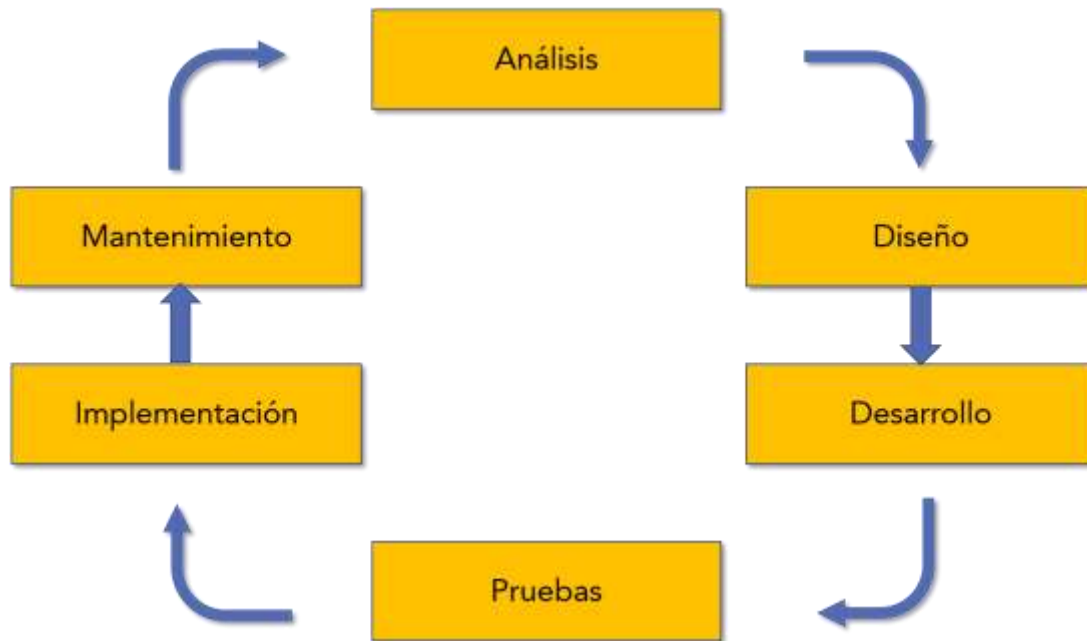 Análisis
Mantenimiento
Diseño
Implementación
Desarrollo
Pruebas